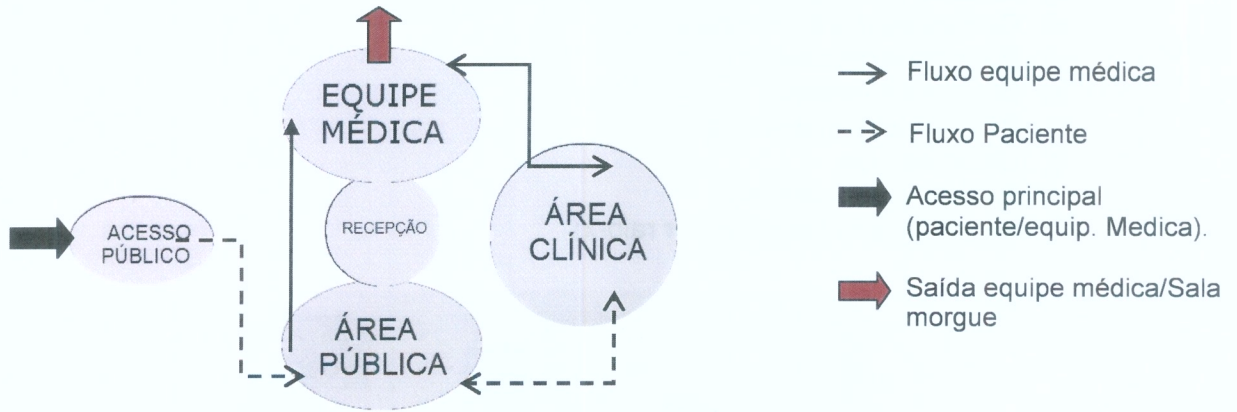 EQUIPE
MÉDICA
RECEPÇÃO
ACESSO
PÚBLICO
ÁREA
CLÍNICA
ÁREA
PÚBLICA
Fluxo equipe médica
Fluxo Paciente
Acesso principal
(paciente/equip. Medica).
Saída equipe médica/Sala
morgue